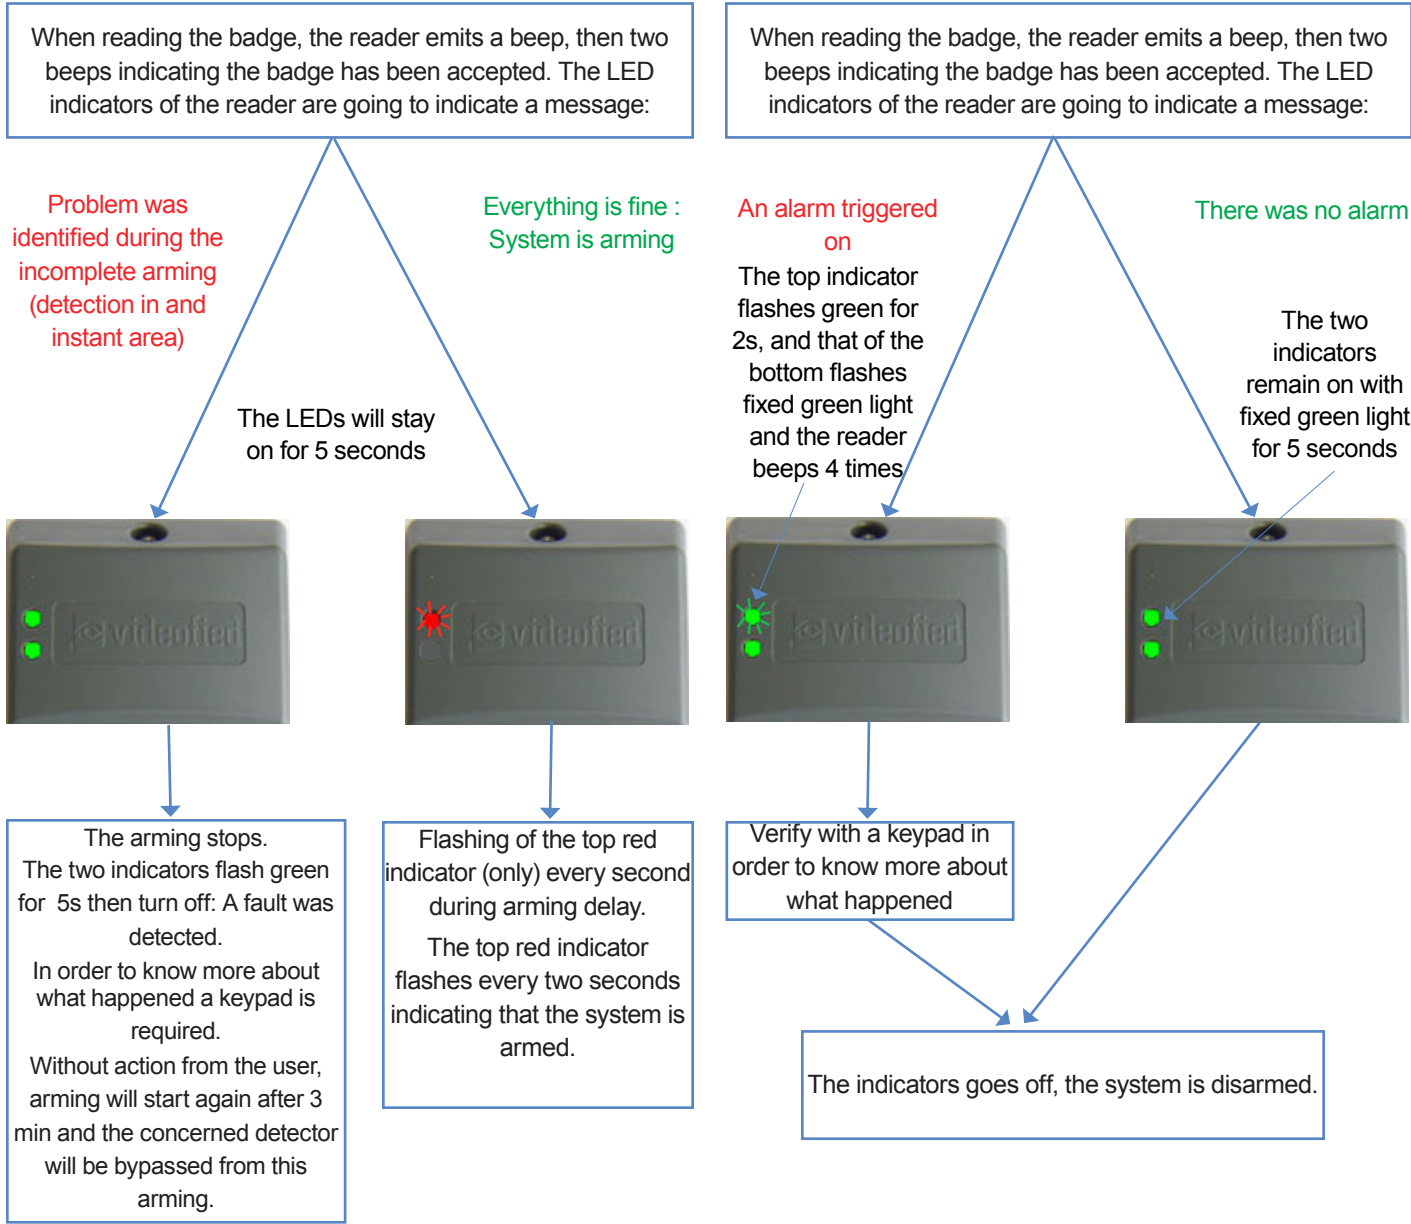 When reading the badge, the reader emits a beep, then two
beeps indicating the badge has been accepted. The LED
indicators of the reader are going to indicate a message:
Problem was
identified during the
incomplete arming
(detection in and
instant area)
Everything is fine :
System is arming
The LEDs will stay
on for 5 seconds
videofied
videofied
The arming stops.
The two indicators flash green
for 5s then turn off: A fault was
detected.
In order to know more about
what happened a keypad is
required.
Without action from the user,
arming will start again after 3
min and the concerned detector
will be bypassed from this
arming.
Flashing of the top red
indicator (only) every second
during arming delay.
The top red indicator
flashes every two seconds
indicating that the system is
armed.
When reading the badge, the reader emits a beep, then two
beeps indicating the badge has been accepted. The LED
indicators of the reader are going to indicate a message:
An alarm triggered
on
The top indicator
flashes green for
2s, and that of the
bottom flashes
fixed green light
and the reader
beeps 4 times
There was no alarm
The two
indicators
remain on with
fixed green light
for 5 seconds
videofied
videofied
Verify with a keypad in
order to know more about
what happened
The indicators goes off, the system is disarmed.